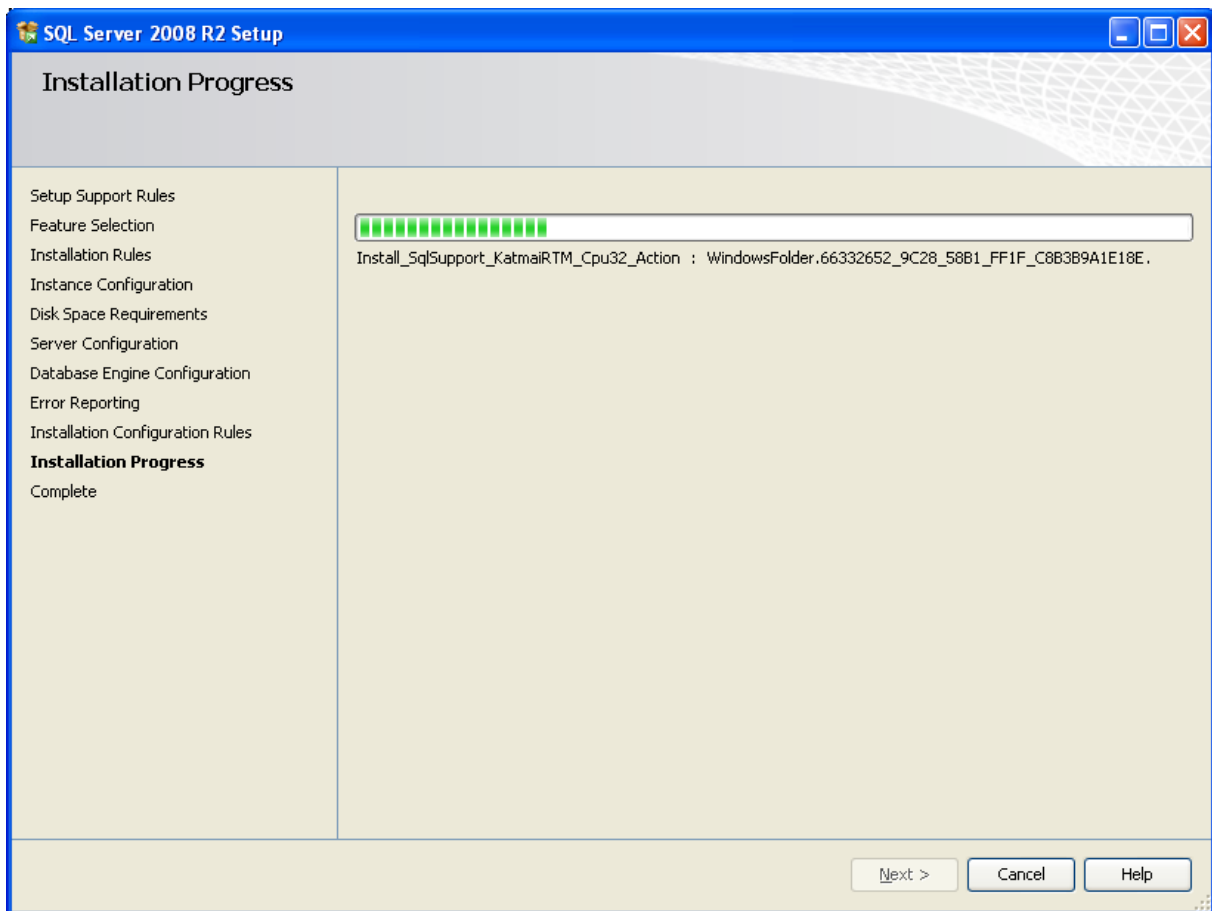 SQL Server 2008 R2 Setup
Installation Progress
Setup Support Rules
Feature Selection
Installation Rules
Instance Configuration
Disk Space Requirements
Server Configuration
Database Engine Configuration
Error Reporting
Installation Configuration Rules
Installation Progress
Complete
Install_SqlSupport_KatmaiRTM_Cpu32_Action : WindowsFolder.66332652_9C28_58B1_FF1F_C8B3B9A1E18E.
Next >
Cancel
Help